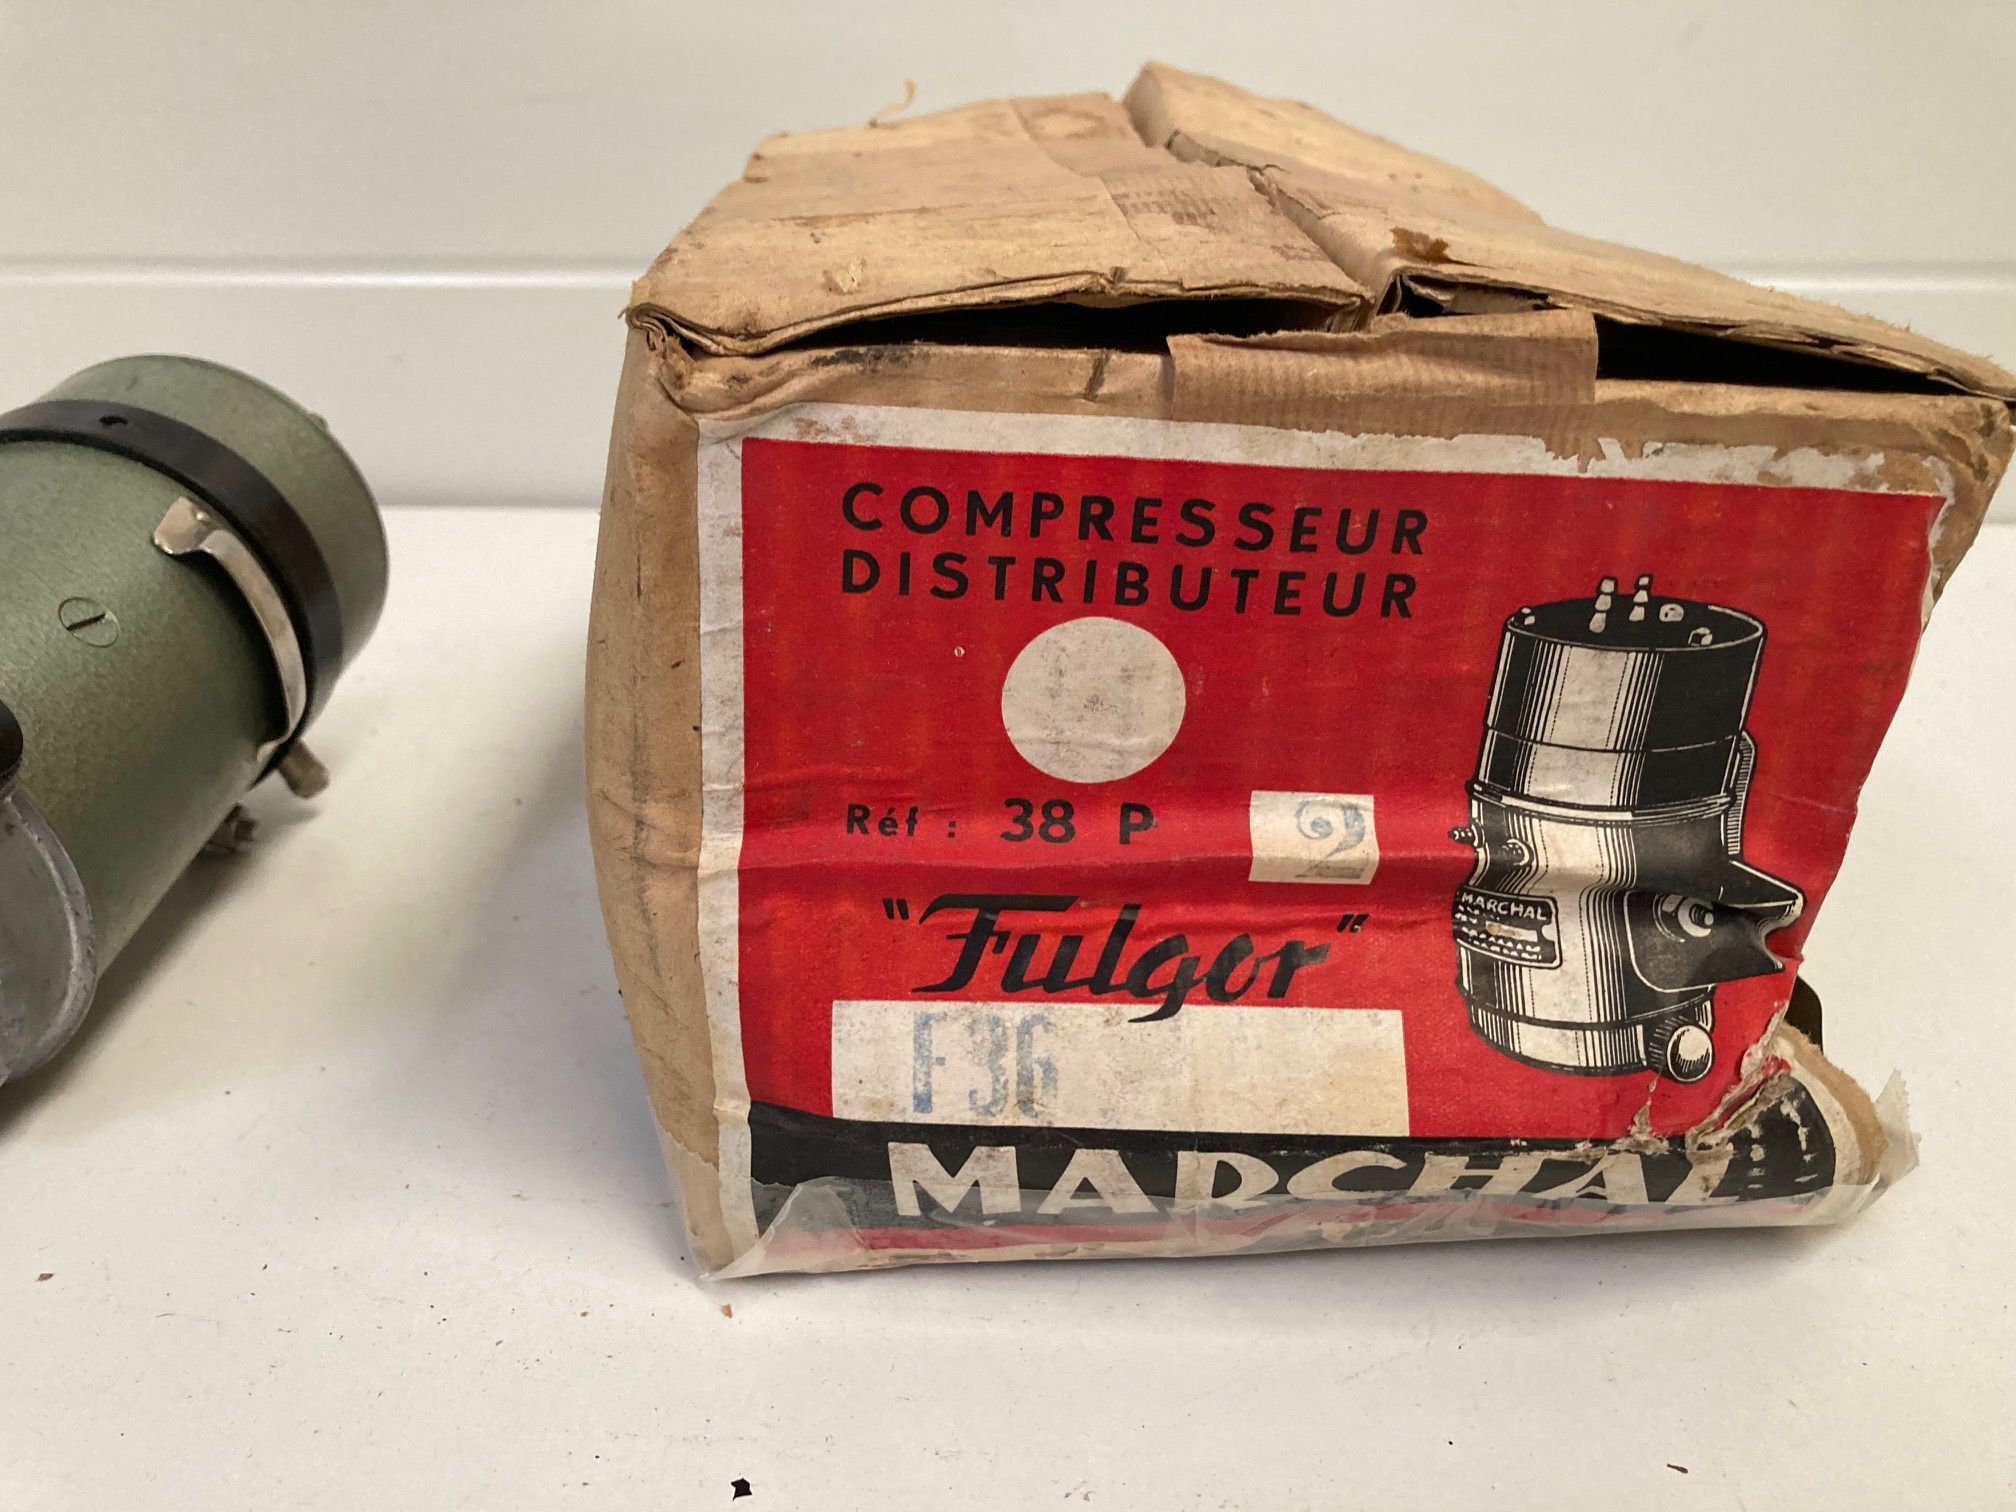 COMPRESSEUR
DISTRIBUTEUR
Réf : 38 P 2
"Fulgor"
MARCHAL
F36
MARCHAL